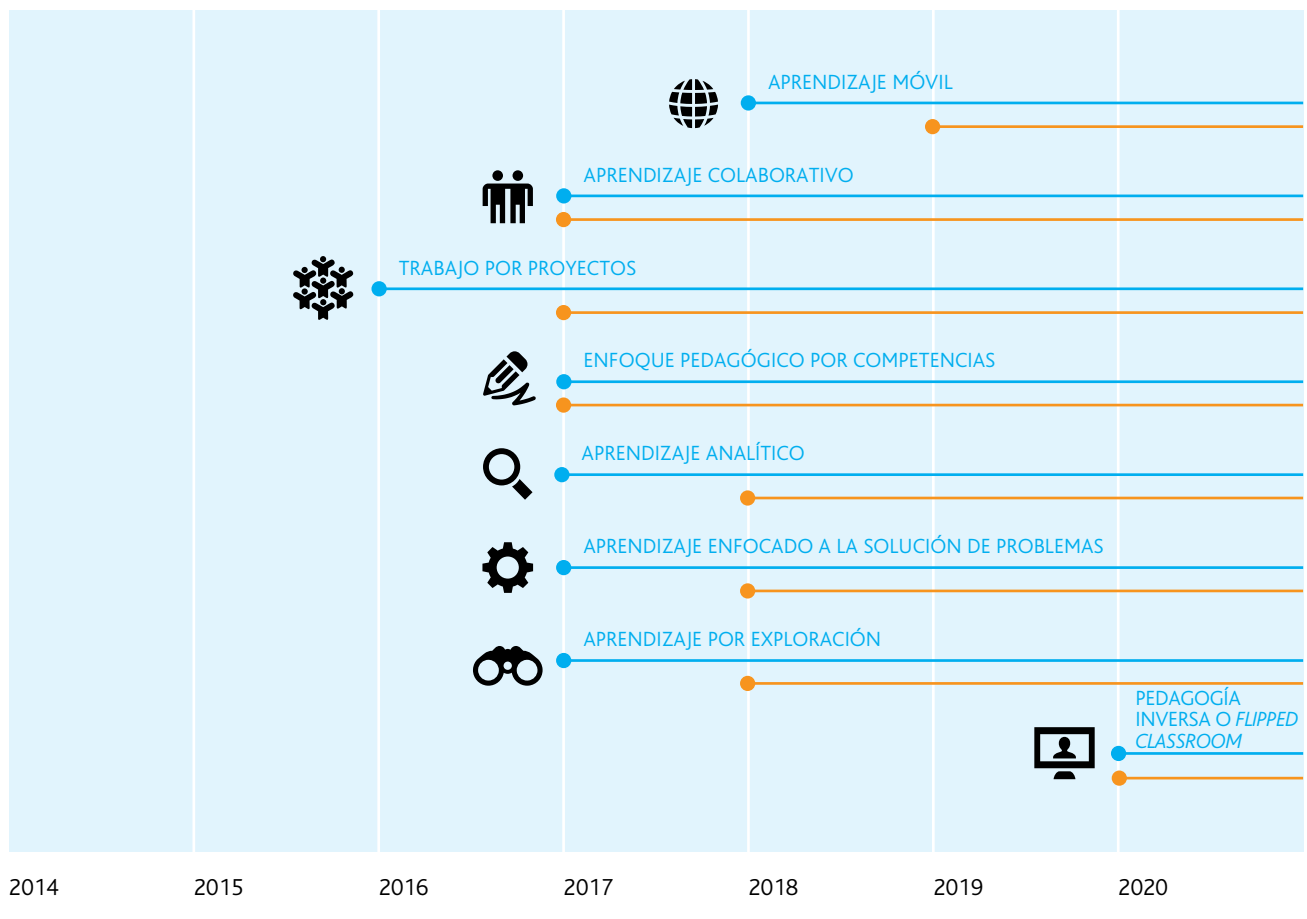 APRENDIZAJE MÓVIL
APRENDIZAJE COLABORATIVO
TRABAJO POR PROYECTOS
ENFOQUE PEDAGÓGICO POR COMPETENCIAS
APRENDIZAJE ANALÍTICO
APRENDIZAJE ENFOCADO A LA SOLUCIÓN DE PROBLEMAS
APRENDIZAJE POR EXPLORACIÓN
PEDAGOGÍA
INVERSA O FLIPPED
CLASSROOM
2014 2015 2016 2017 2018 2019 2020